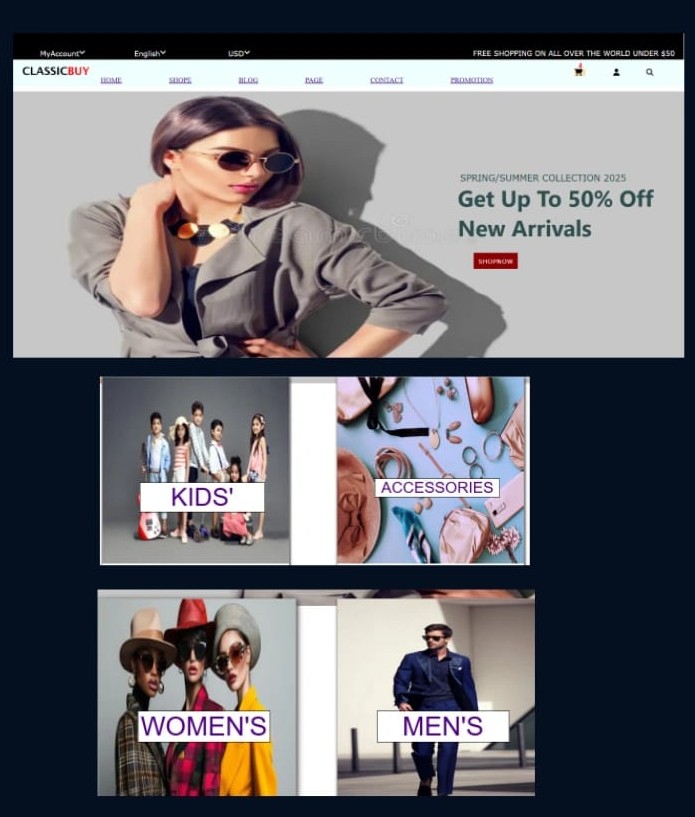 MyAccount English USD FREE SHOPPING ON ALL OVER THE WORLD UNDER $50
CLASSICBUY HOME SHOPE BLOG PAGE CONTACT PROMOTION 4
SPRING/SUMMER COLLECTION 2025
Get Up To 50% Off
New Arrivals
SHOPNOW
KIDS' ACCESSORIES
WOMEN'S MEN'S